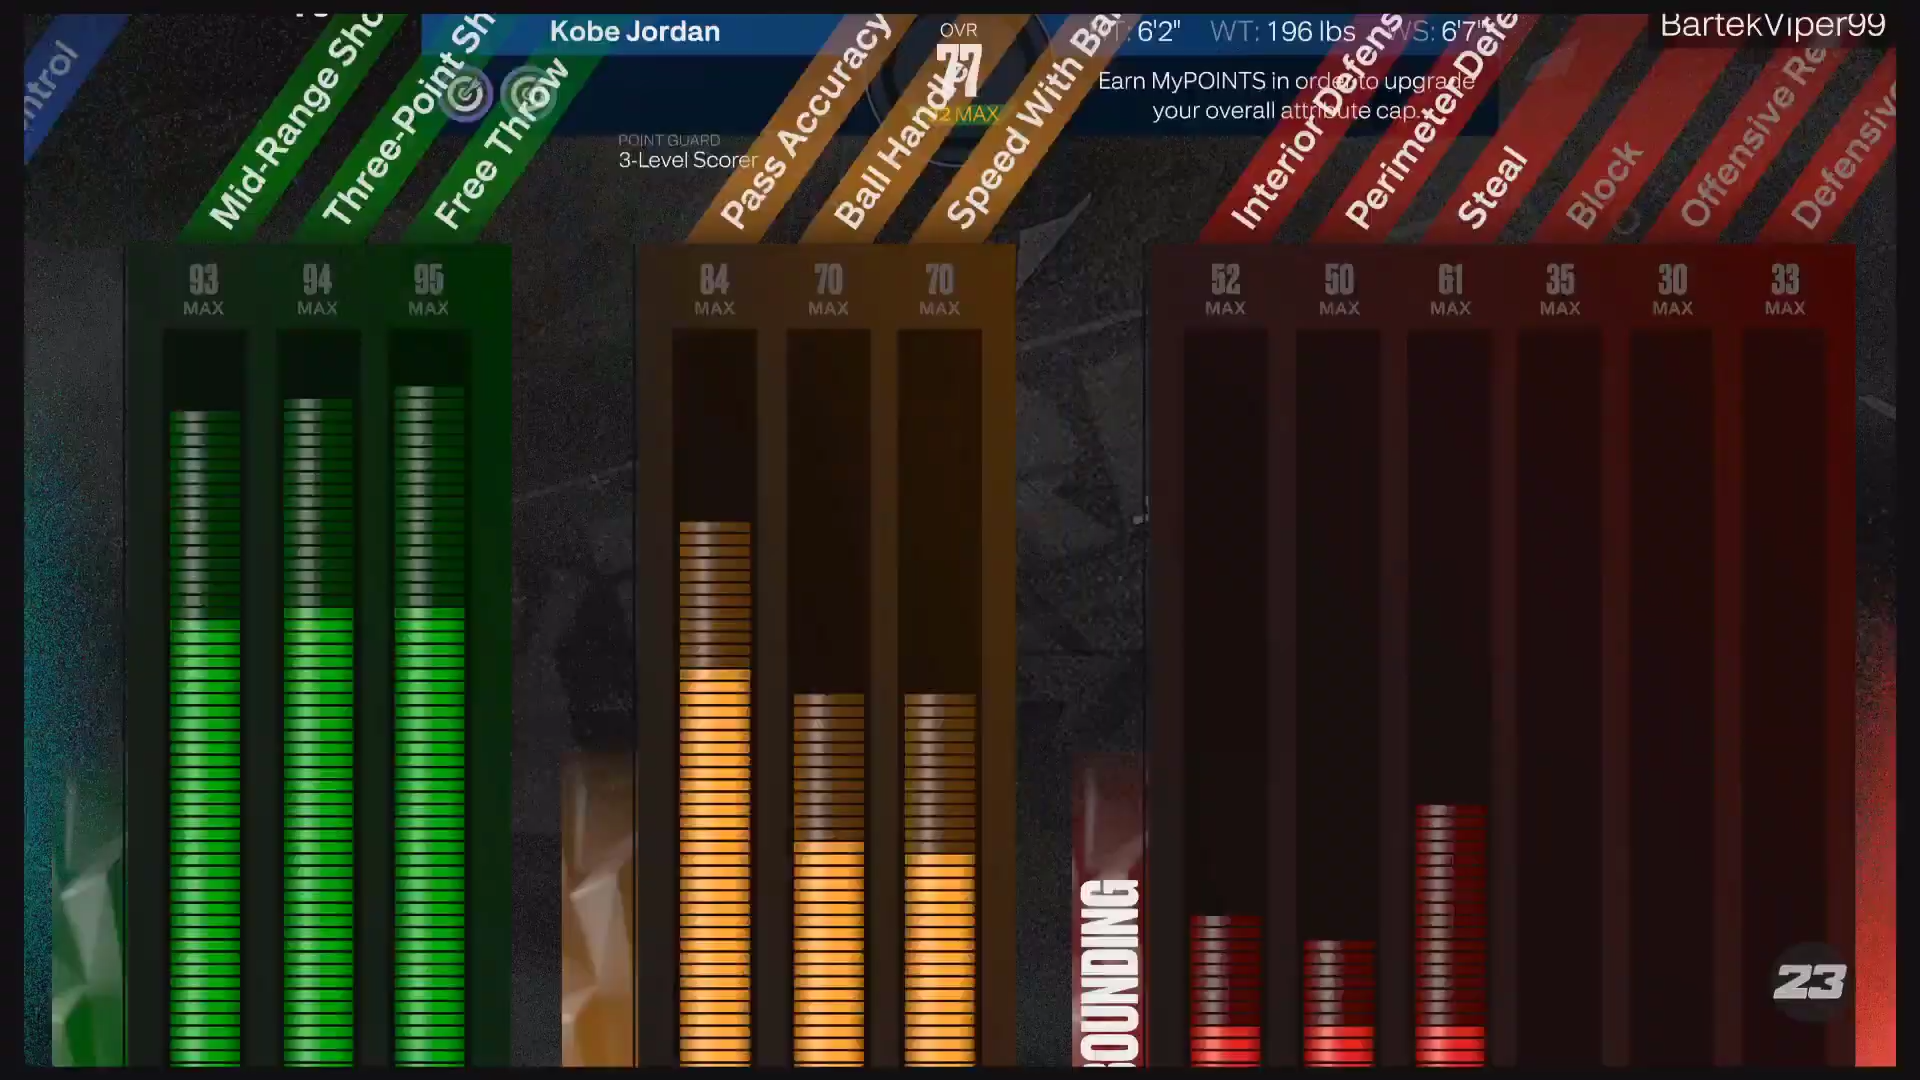 Kobe Jordan
OVR
77
MAX
6'2" WT: 196 lbs WS: 6'7"
BartekViper99
Earn MyPOINTS in order to upgrade
your overall attribute cap.
POINT GUARD
3-Level Scorer
ntrol
Mid-Range Sho
Three-Point Sh
Free Throw
Pass Accuracy
Ball Handle
Speed With Bal
Interior Defens
Perimeter Defe
Steal
Block
Offensive Re
Defensive
93 MAX
94 MAX
95 MAX
84 MAX
70 MAX
70 MAX
52 MAX
50 MAX
61 MAX
35 MAX
30 MAX
33 MAX
OUNDING
23